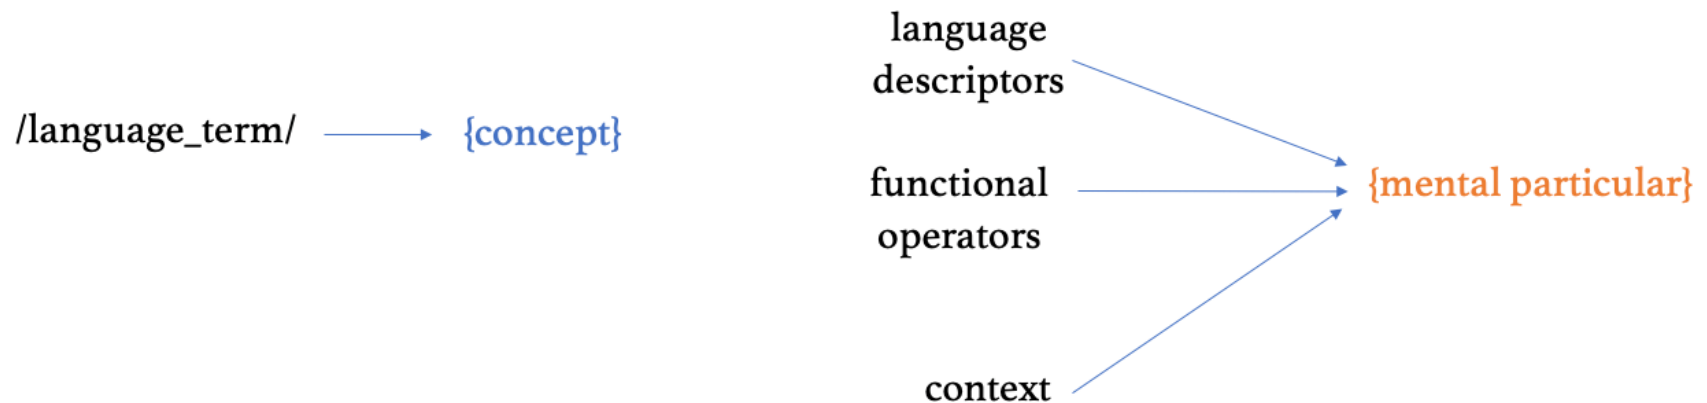 /language_term/
{concept}
language
descriptors
functional
operators
context
{mental particular}